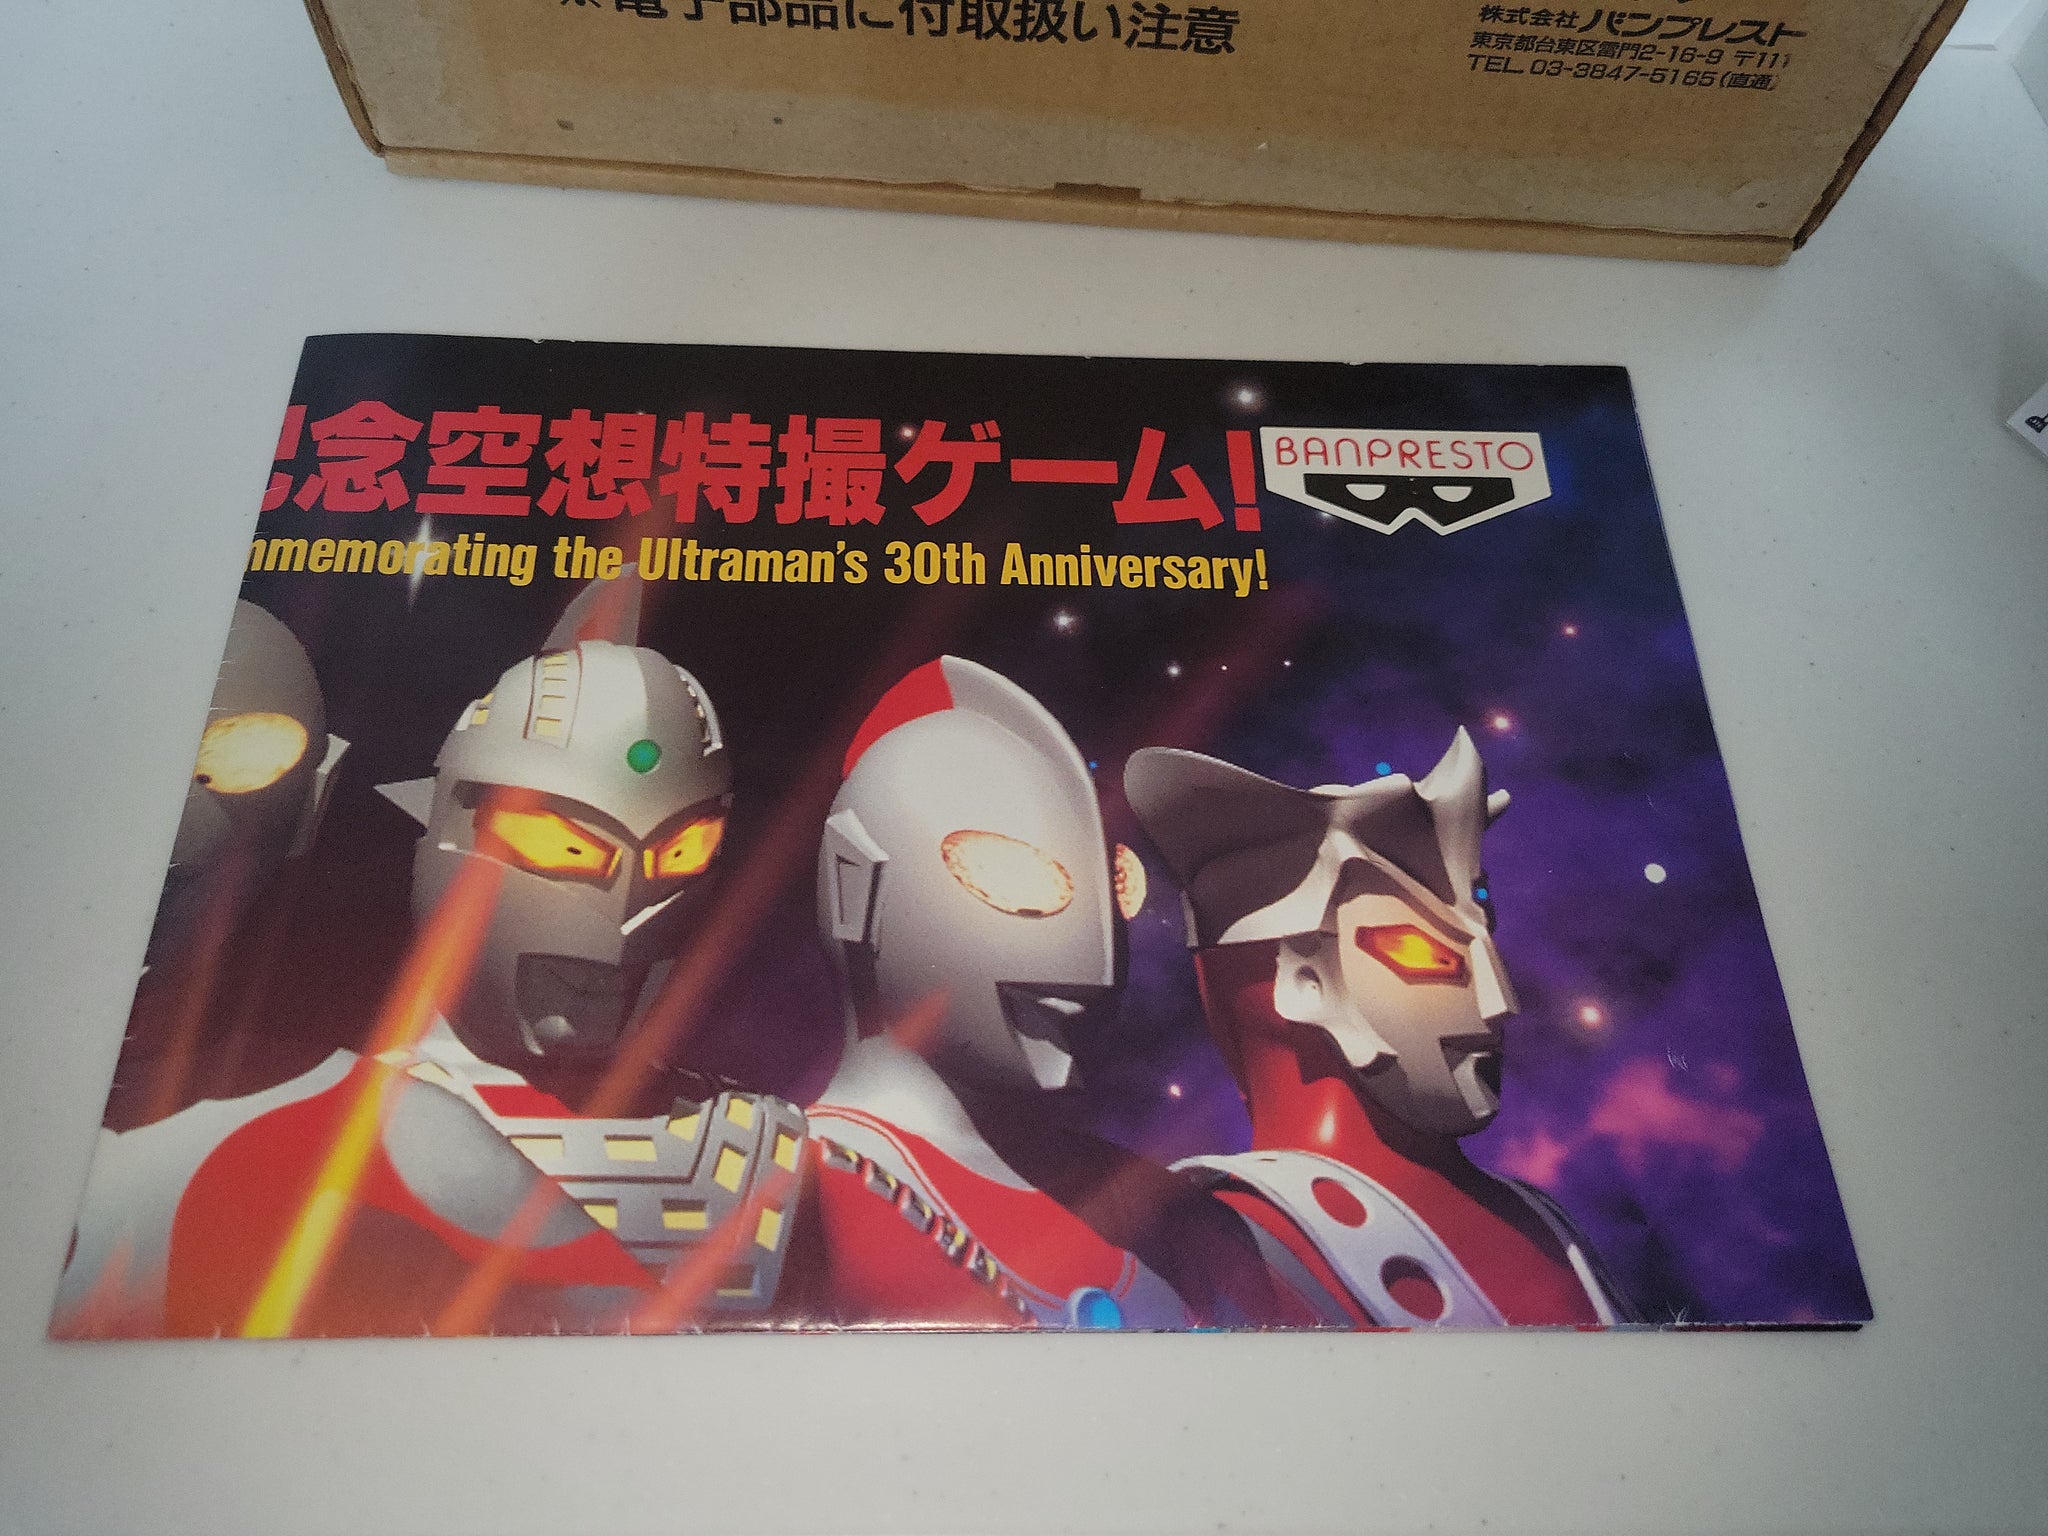 ※電子部品に付取扱い注意
株式会社バンプレスト
東京都台東区雷門2-16-9 〒111
TEL. 03-3847-5165(直通)
念空想特撮ゲーム!
BANPRESTO
the Ultraman's 30th Anniversary!